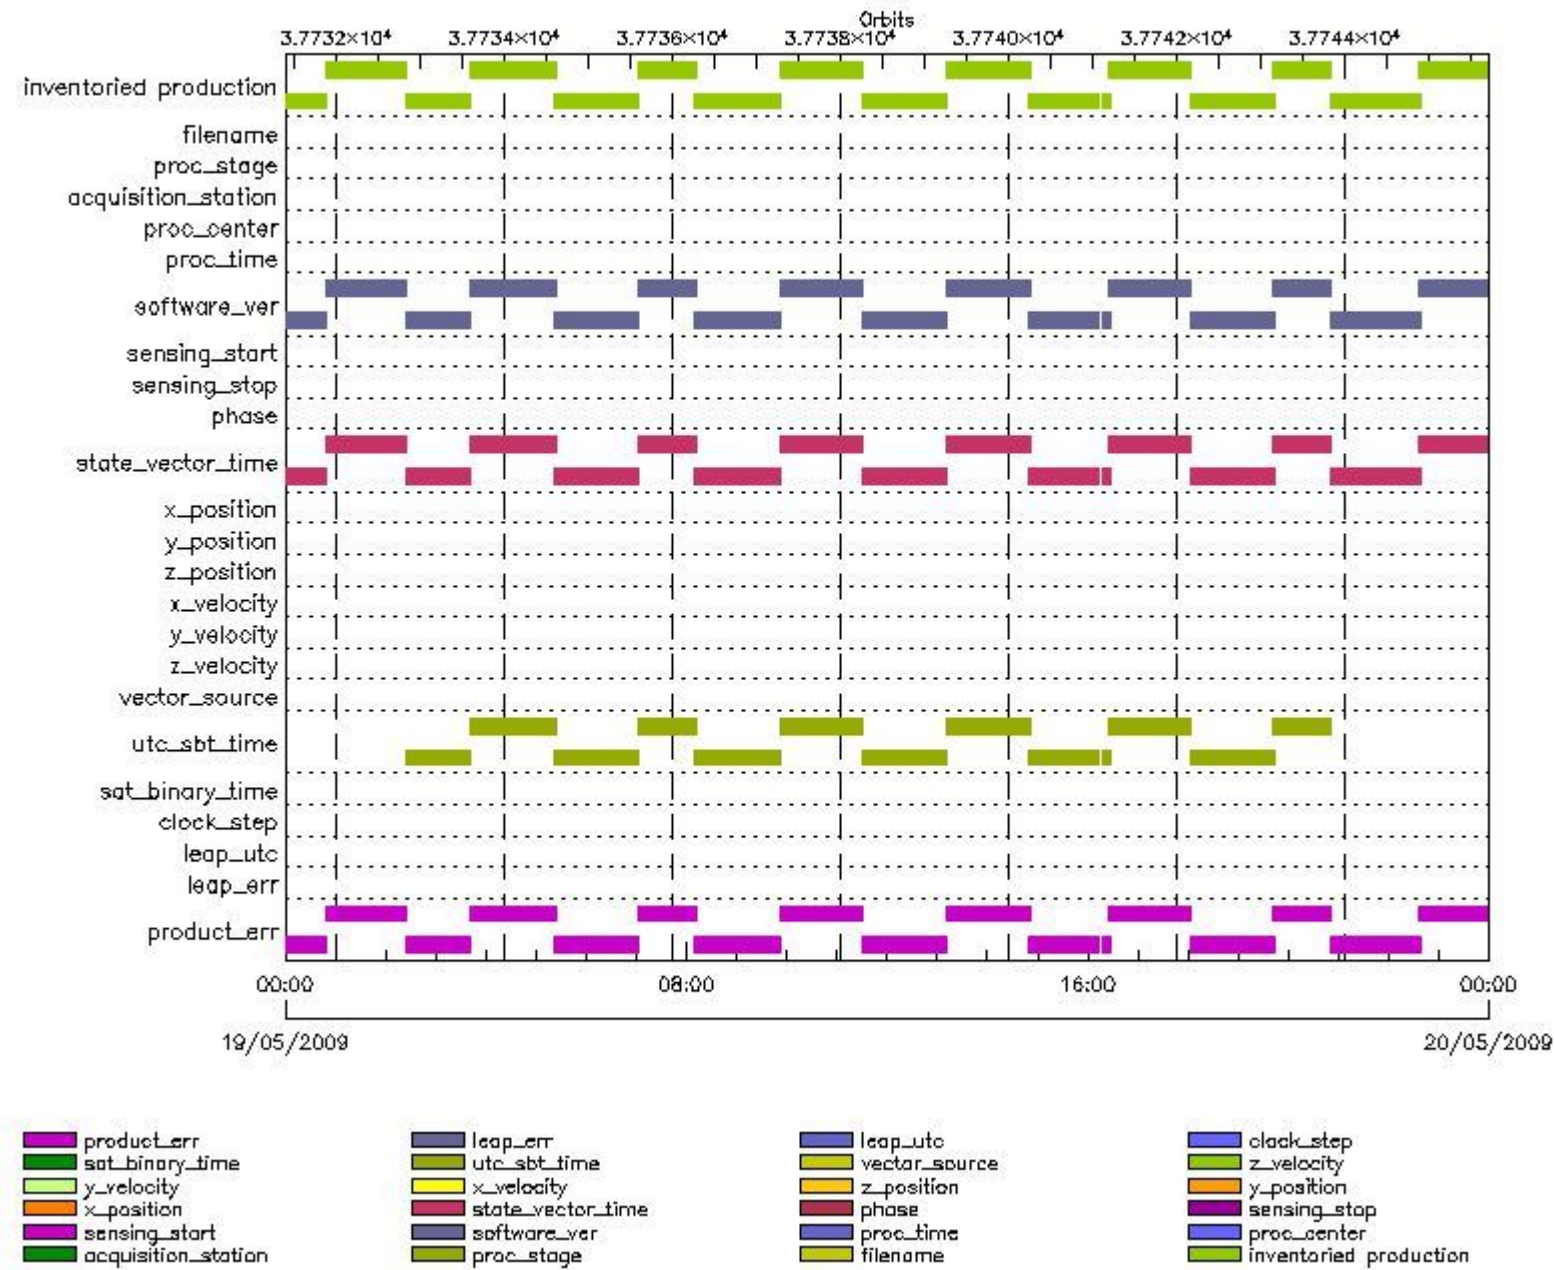 Orbits
3.7732×10⁴ 3.7734×10⁴ 3.7736×10⁴ 3.7738×10⁴ 3.7740×10⁴ 3.7742×10⁴ 3.7744×10⁴
inventoried production
filename
proc_stage
acquisition_station
proc_center
proc_time
software_ver
sensing_start
sensing_stop
phase
state_vector_time
x_position
y_position
z_position
x_velocity
y_velocity
z_velocity
vector_source
utc_sbt_time
sat_binary_time
clock_step
leap_utc
leap_err
product_err
00:00 08:00 16:00 00:00
19/05/2009 20/05/2009
product_err leap_err leap_utc clock_step
sat_binary_time utc_sbt_time vector_source z_velocity
y_velocity x_velocity z_position y_position
x_position state_vector_time phase sensing_stop
sensing_start software_ver proc_time proc_center
acquisition_station proc_stage filename inventoried production